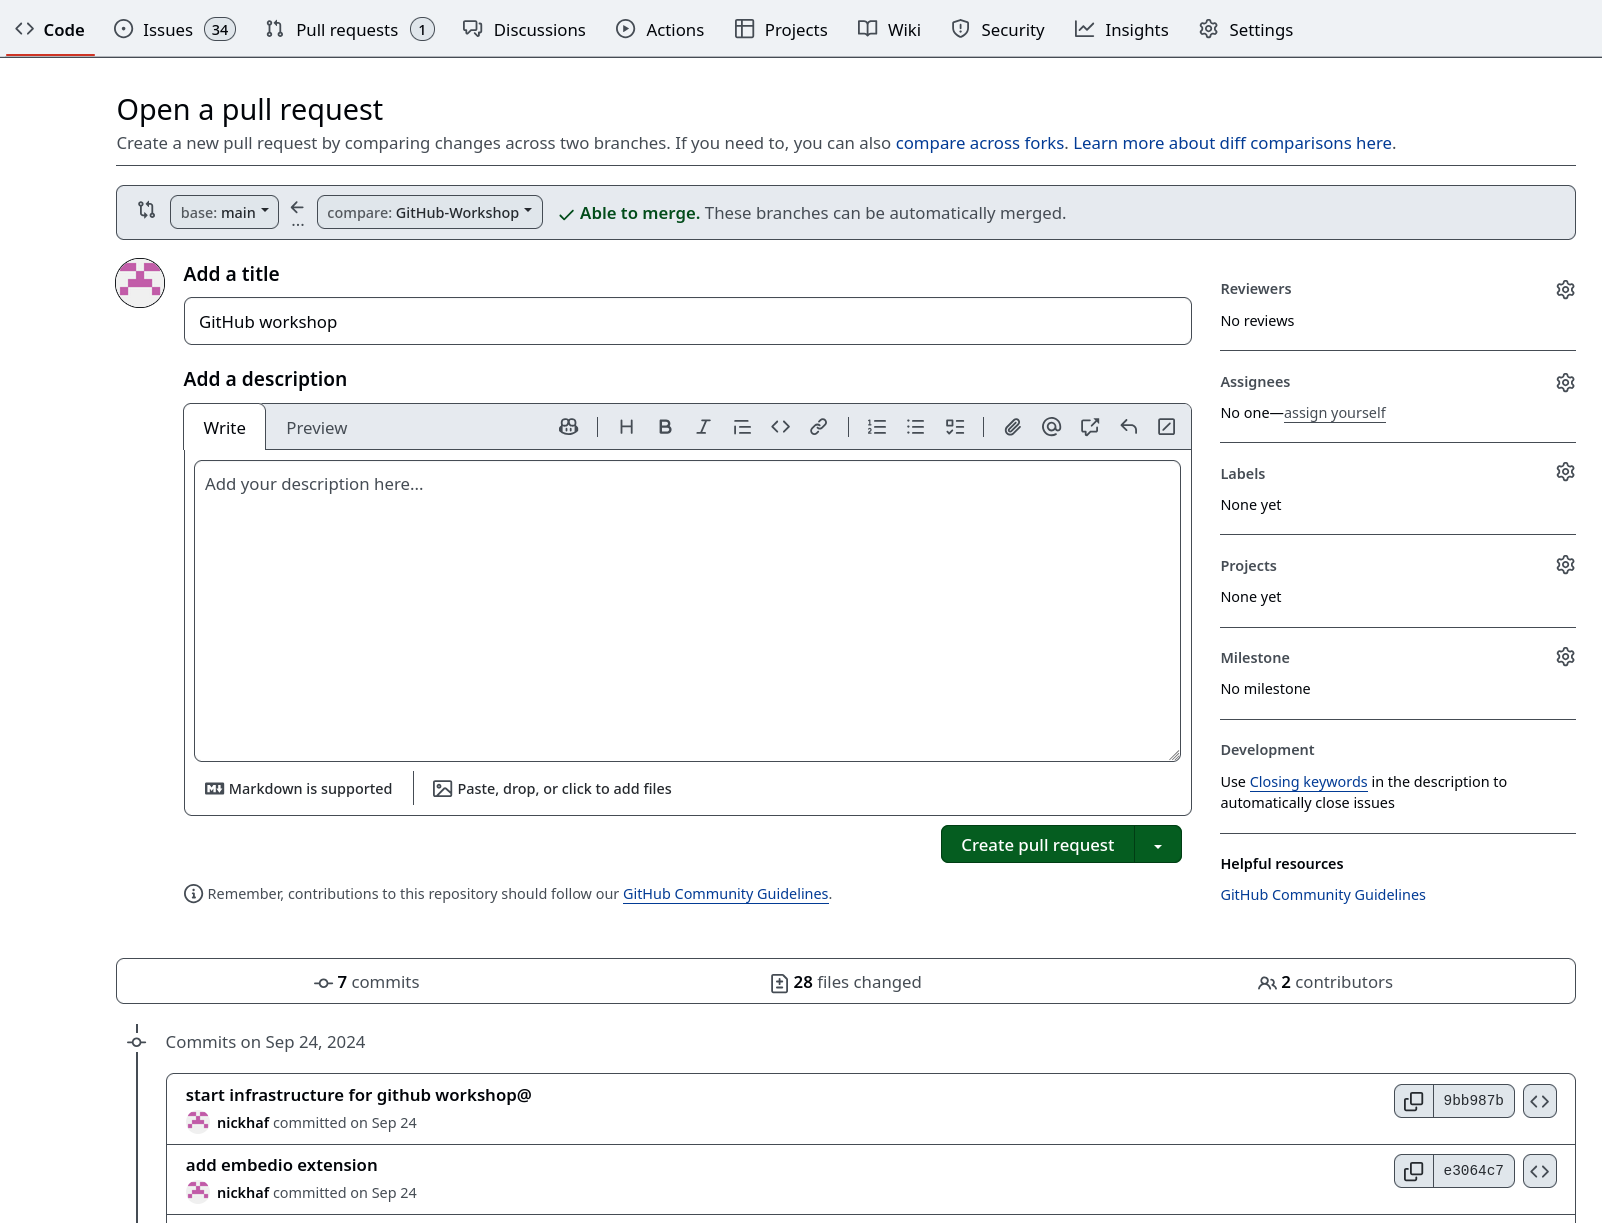 Code Issues 34 Pull requests 1 Discussions Actions Projects Wiki Security Insights Settings
Open a pull request
Create a new pull request by comparing changes across two branches. If you need to, you can also compare across forks. Learn more about diff comparisons here.
base: main compare: GitHub-Workshop Able to merge. These branches can be automatically merged.
...
Add a title
GitHub workshop
Add a description
Write Preview
Add your description here...
Markdown is supported Paste, drop, or click to add files
Create pull request
Remember, contributions to this repository should follow our GitHub Community Guidelines.
Reviewers
No reviews
Assignees
No one—assign yourself
Labels
None yet
Projects
None yet
Milestone
No milestone
Development
Use Closing keywords in the description to
automatically close issues
Helpful resources
GitHub Community Guidelines
7 commits 28 files changed 2 contributors
Commits on Sep 24, 2024
start infrastructure for github workshop@
nickhaf committed on Sep 24
9bb987b
add embedio extension
nickhaf committed on Sep 24
e3064c7